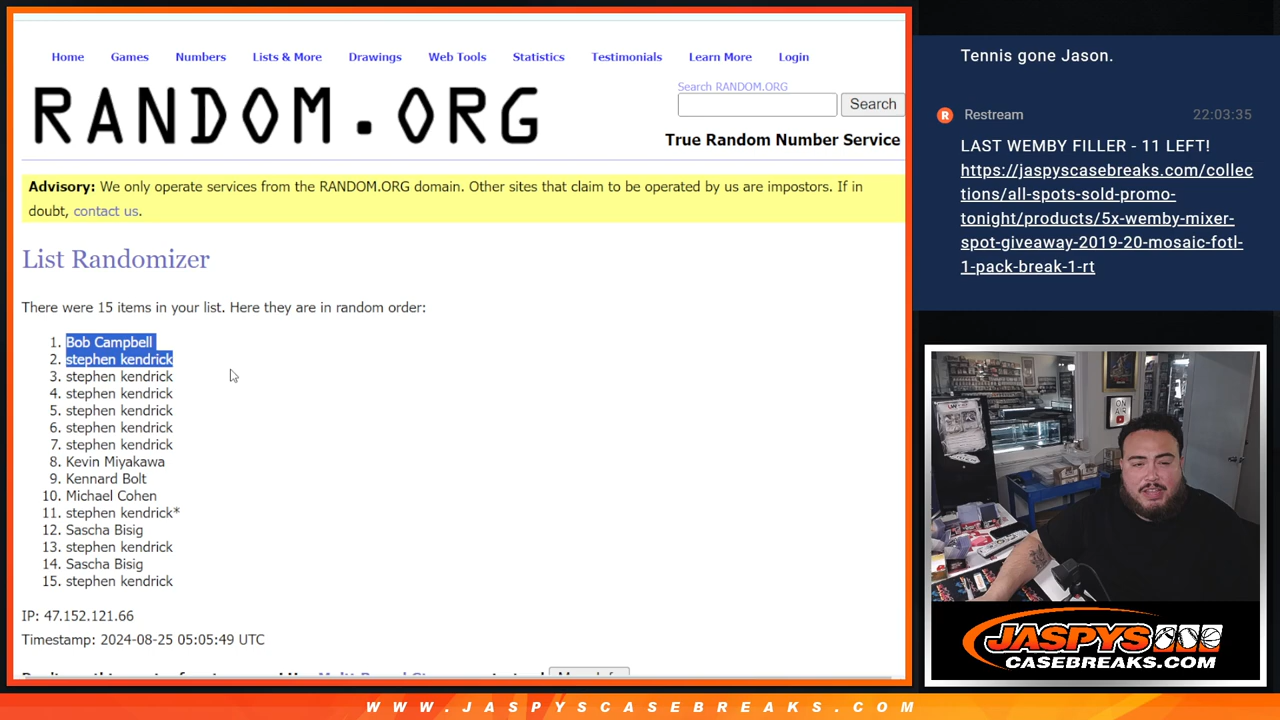 Home Games Numbers Lists & More Drawings Web Tools Statistics Testimonials Learn More Login
RANDOM.ORG
Search RANDOM.ORG
Search
True Random Number Service
Advisory: We only operate services from the RANDOM.ORG domain. Other sites that claim to be operated by us are impostors. If in
doubt, contact us.
List Randomizer
There were 15 items in your list. Here they are in random order:
1. Bob Campbell
2. stephen kendrick
3. stephen kendrick
4. stephen kendrick
5. stephen kendrick
6. stephen kendrick
7. stephen kendrick
8. Kevin Miyakawa
9. Kennard Bolt
10. Michael Cohen
11. stephen kendrick*
12. Sascha Bisig
13. stephen kendrick
14. Sascha Bisig
15. stephen kendrick
IP: 47.152.121.66
Timestamp: 2024-08-25 05:05:49 UTC
Tennis gone Jason.
Restream 22:03:35
LAST WEMBY FILLER - 11 LEFT!
https://jaspyscasebreaks.com/collec
tions/all-spots-sold-promo-
tonight/products/5x-wemby-mixer-
spot-giveaway-2019-20-mosaic-fotl-
1-pack-break-1-rt
ON
AIR
JASPYS
CASEBREAKS.COM
WWW.JASPYSCASEBREAKS.COM